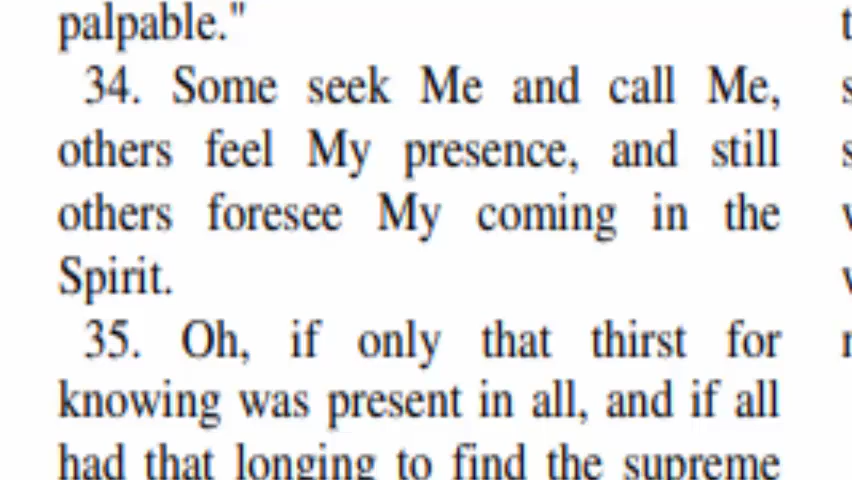 palpable."
34. Some seek Me and call Me,
others feel My presence, and still
others foresee My coming in the
Spirit.
35. Oh, if only that thirst for
knowing was present in all, and if all
had that longing to find the supreme